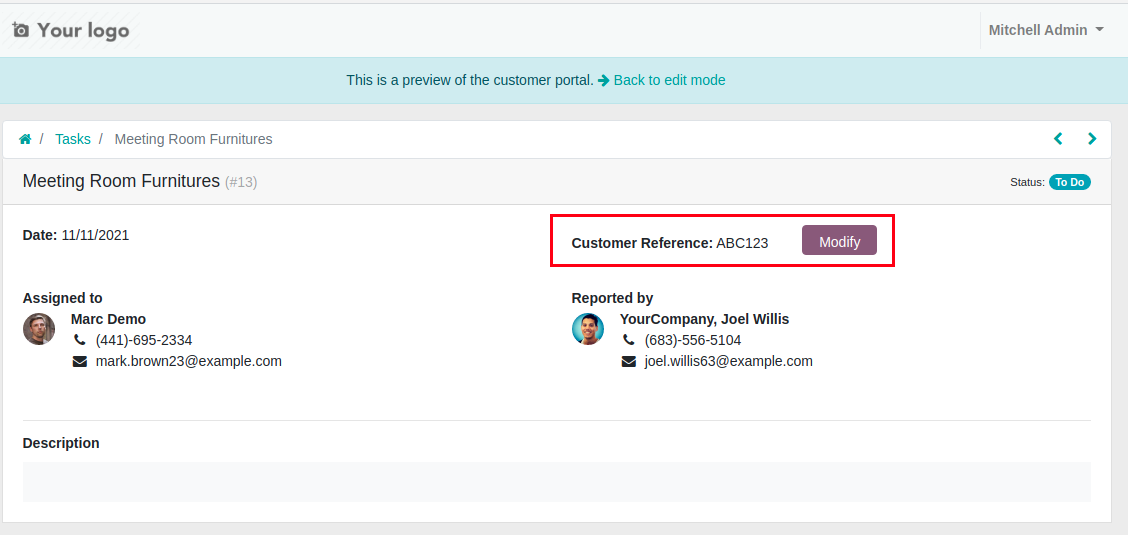 Your logo
Mitchell Admin
This is a preview of the customer portal. Back to edit mode
/ Tasks / Meeting Room Furnitures
Meeting Room Furnitures (#13)
Status: To Do
Date: 11/11/2021
Customer Reference: ABC123
Modify
Assigned to
Marc Demo
(441)-695-2334
mark.brown23@example.com
Reported by
YourCompany, Joel Willis
(683)-556-5104
joel.willis63@example.com
Description